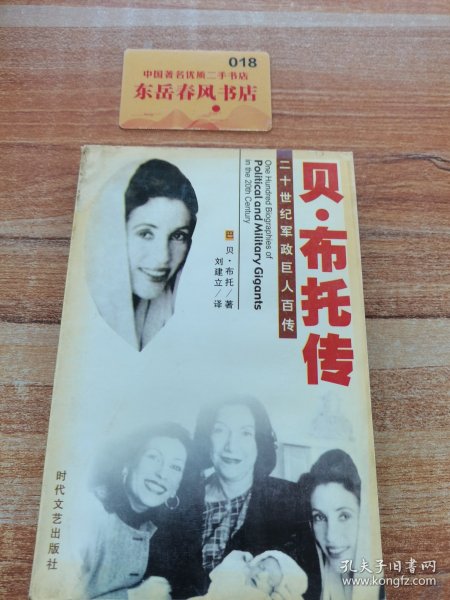 018
中国著名优质二手书店
东岳春风书店
贝·布托传
二十世纪军政巨人百传
One Hundred Biographies of
Political and Military Gigants
in the 20th Century
巴 贝·布托/著
刘建立/译
时代文艺出版社
孔夫子旧书网
www.kongfz.com